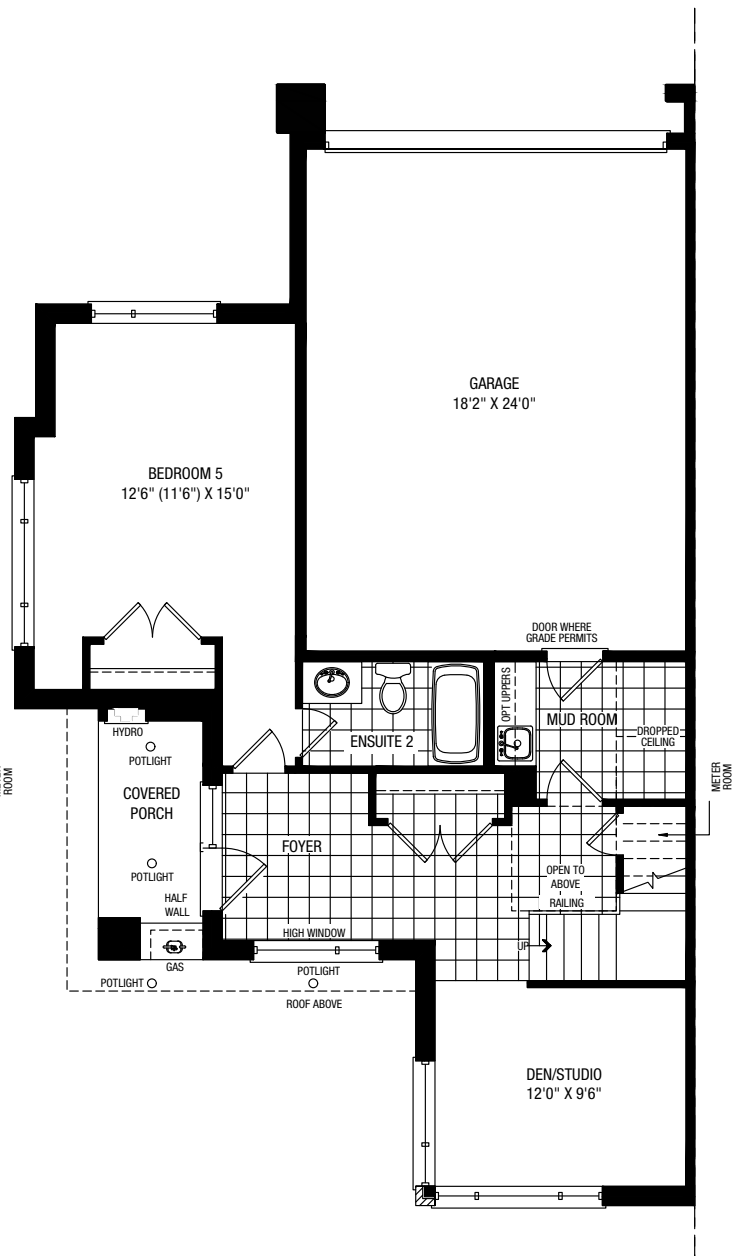 GARAGE
18'2" X 24'0"
BEDROOM 5
12'6" (11'6") X 15'0"
DOOR WHERE
GRADE PERMITS
OPT UPPERS
MUD ROOM
DROPPED
CEILING
ENSUITE 2
HYDRO
POTLIGHT
ROOM
METER
ROOM
COVERED
PORCH
FOYER
POTLIGHT
OPEN TO
ABOVE
HALF
WALL
RAILING
HIGH WINDOW
UP
GAS
POTLIGHT
POTLIGHT
ROOF ABOVE
DEN/STUDIO
12'0" X 9'6"